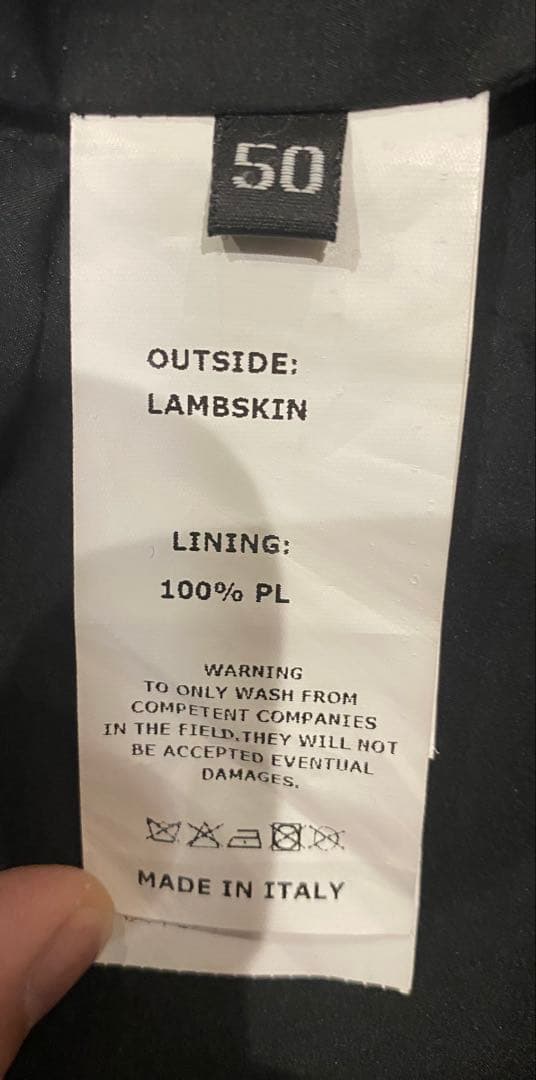 50
OUTSIDE:
LAMBSKIN
LINING:
100% PL
WARNING
TO ONLY WASH FROM
COMPETENT COMPANIES
IN THE FIELD.THEY WILL NOT
BE ACCEPTED EVENTUAL
DAMAGES.
MADE IN ITALY